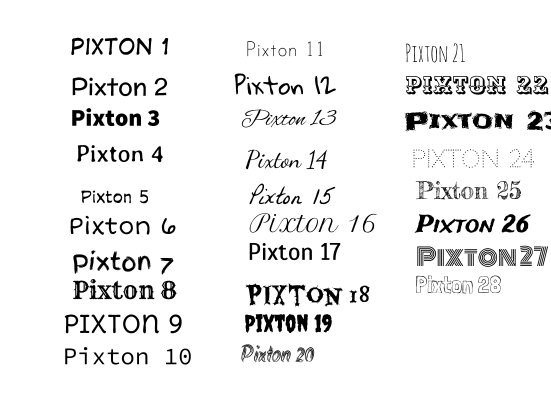 PIXTON 1
Pixton 2
Pixton 3
Pixton 4
Pixton 5
Pixton 6
Pixton 7
Pixton 8
PIXTON 9
Pixton 10
Pixton 11
Pixton 12
Pixton 13
Pixton 14
Pixton 15
Pixton 16
Pixton 17
PIXTON 18
PIXTON 19
Pixton 20
PIXTON 21
PIXTON 22
PIXTON 23
PIXTON 24
Pixton 25
PIXTON 26
PIXTON 27
Pixton 28